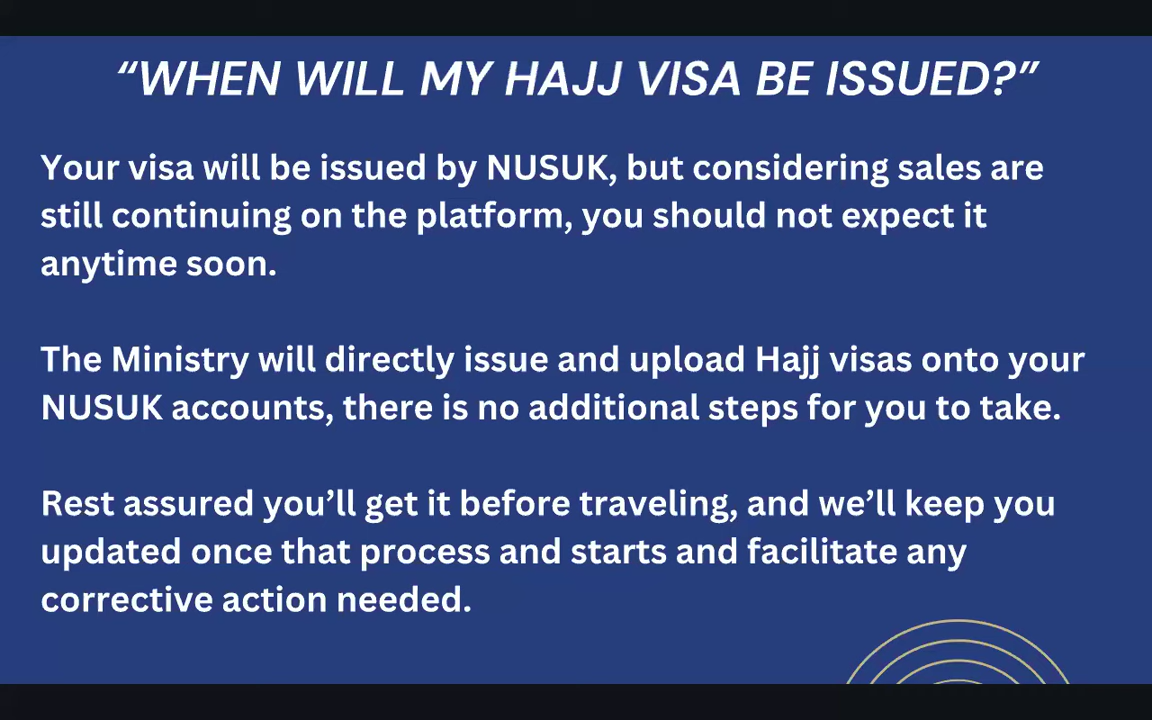 “WHEN WILL MY HAJJ VISA BE ISSUED?”
Your visa will be issued by NUSUK, but considering sales are
still continuing on the platform, you should not expect it
anytime soon.
The Ministry will directly issue and upload Hajj visas onto your
NUSUK accounts, there is no additional steps for you to take.
Rest assured you’ll get it before traveling, and we’ll keep you
updated once that process and starts and facilitate any
corrective action needed.